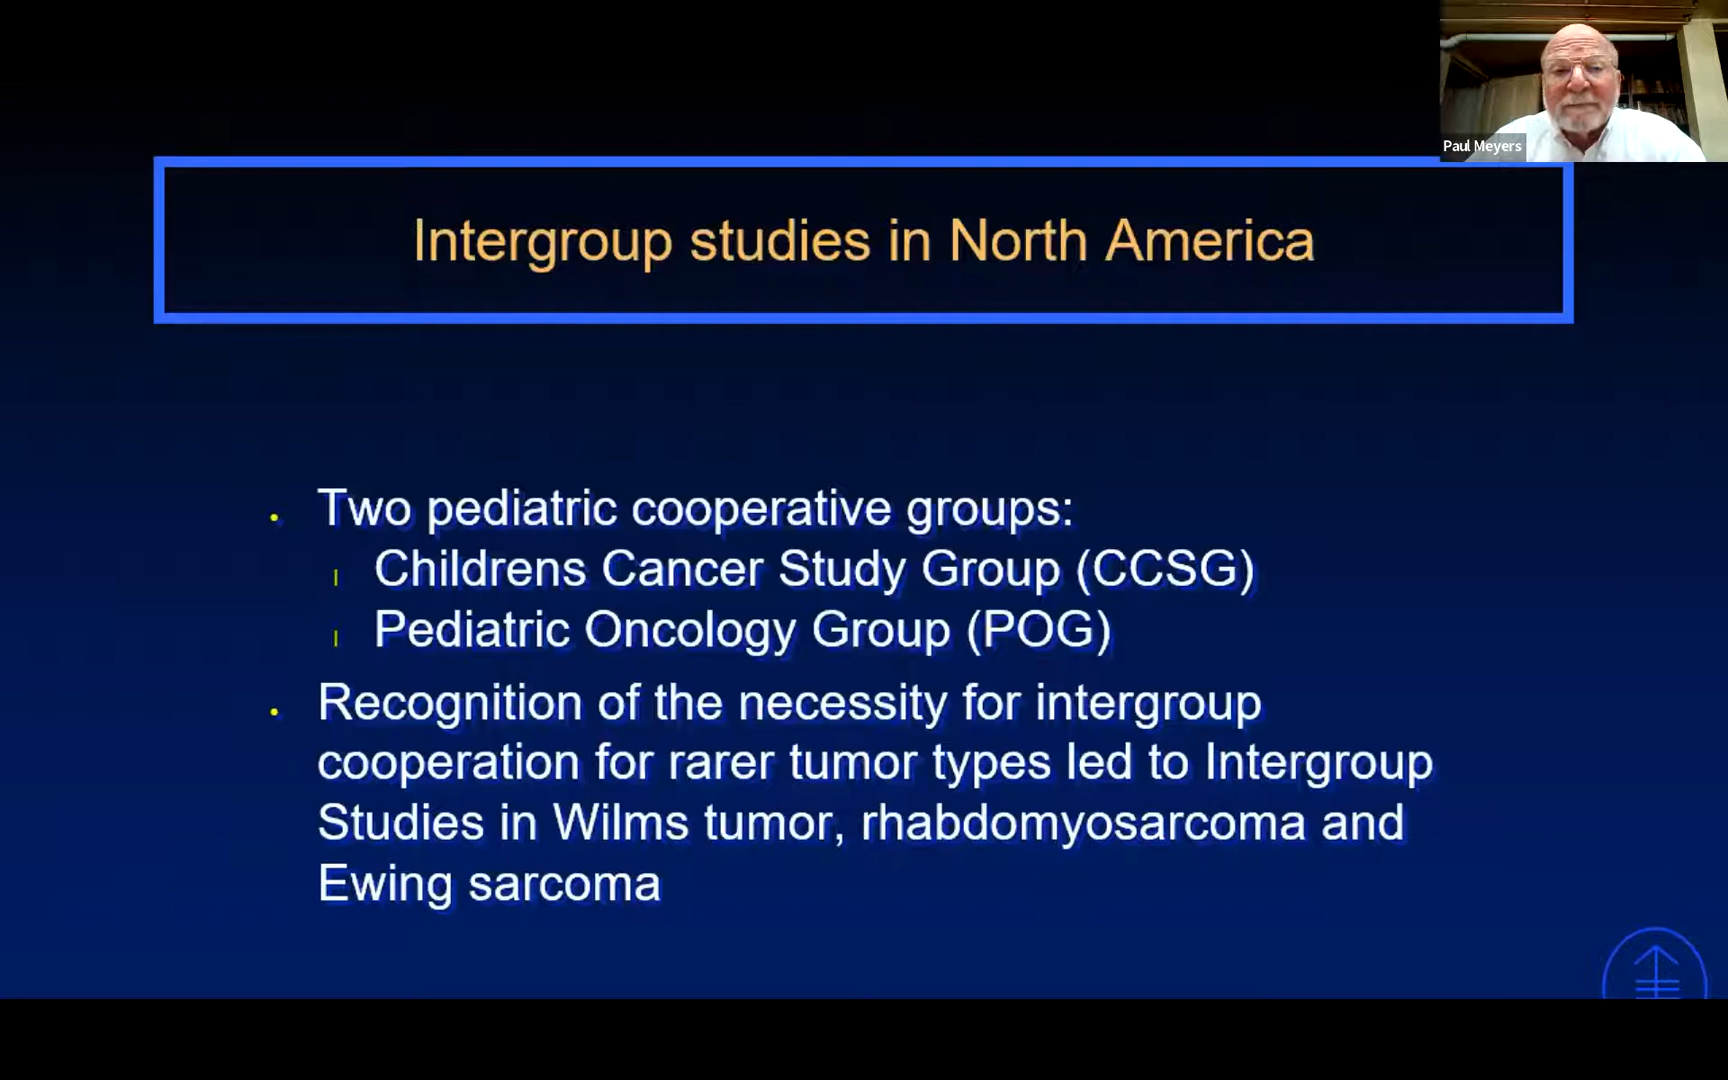 Paul Meyers
Intergroup studies in North America
Two pediatric cooperative groups:
Childrens Cancer Study Group (CCSG)
Pediatric Oncology Group (POG)
Recognition of the necessity for intergroup
cooperation for rarer tumor types led to Intergroup
Studies in Wilms tumor, rhabdomyosarcoma and
Ewing sarcoma